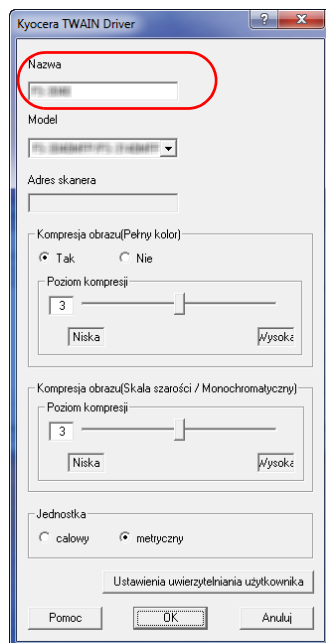 Kyocera TWAIN Driver
Nazwa
Model
Adres skanera
Kompresja obrazu(Pełny kolor)
Tak Nie
Poziom kompresji
3
Niska Wysoka
Kompresja obrazu(Skala szarości / Monochromatyczny)
Poziom kompresji
3
Niska Wysoka
Jednostka
calowy metryczny
Ustawienia uwierzytelniania użytkownika
Pomoc OK Anuluj